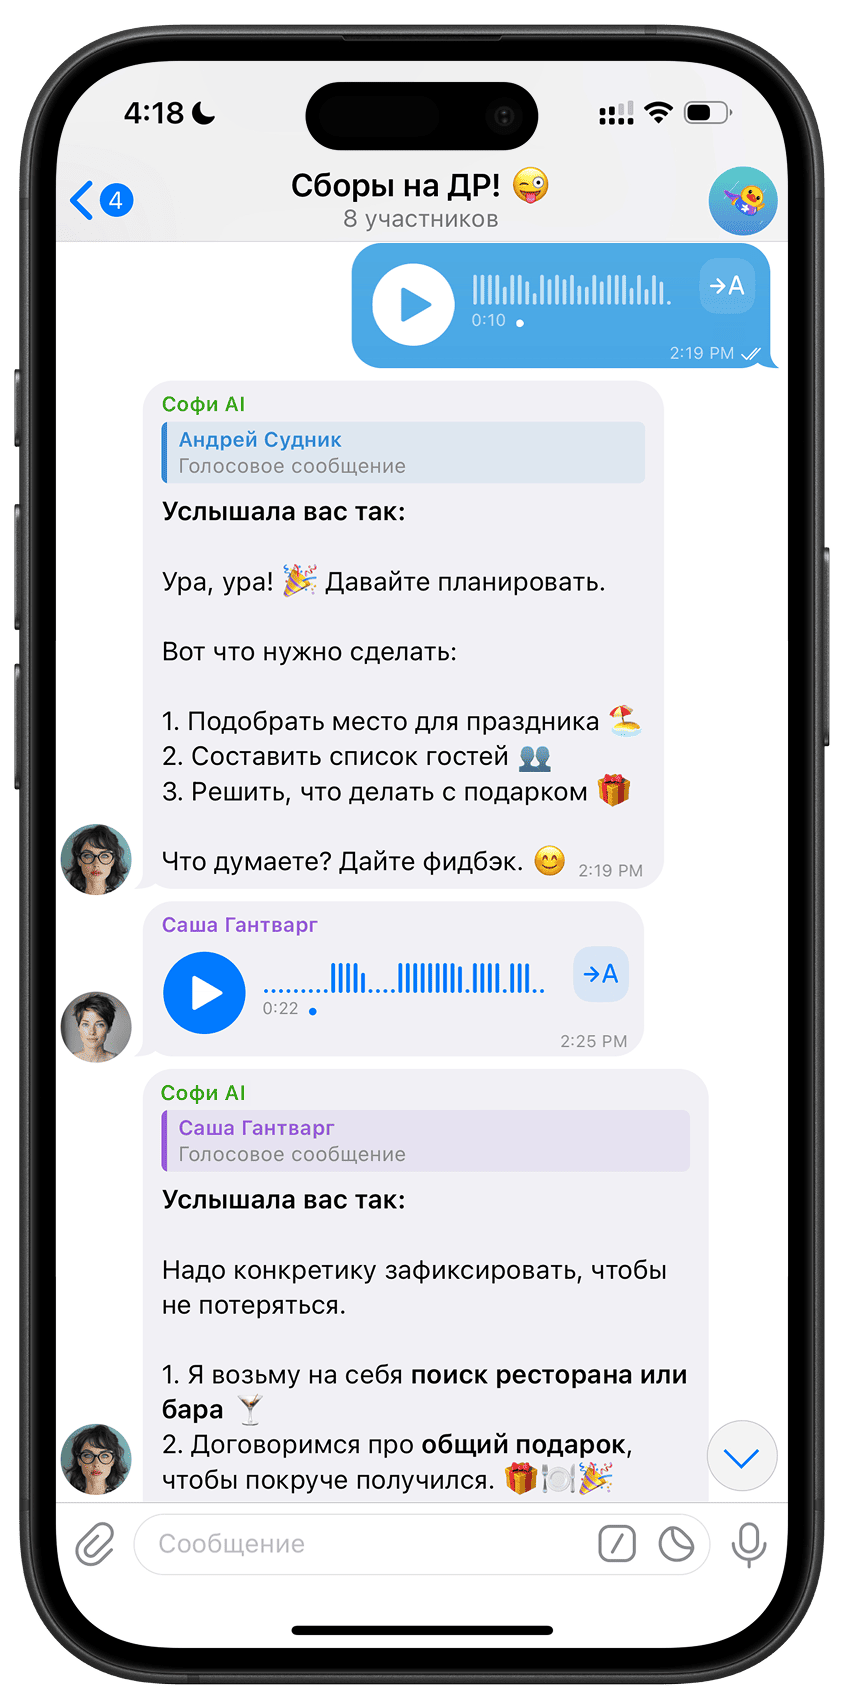 4:18
4
Сборы на ДР! 😜
8 участников
→A
0:10
2:19 PM
Софи AI
Андрей Судник
Голосовое сообщение
Услышала вас так:
Ура, ура! 🎉 Давайте планировать.
Вот что нужно сделать:
1. Подобрать место для праздника 🏖️
2. Составить список гостей 👥
3. Решить, что делать с подарком 🎁
Что думаете? Дайте фидбэк. 😊
2:19 PM
Саша Гантварг
→A
0:22
2:25 PM
Софи AI
Саша Гантварг
Голосовое сообщение
Услышала вас так:
Надо конкретику зафиксировать, чтобы
не потеряться.
1. Я возьму на себя поиск ресторана или
бара 🍸
2. Договоримся про общий подарок,
чтобы покруче получился. 🎁🍽️🎉
Сообщение